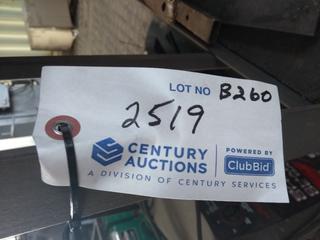 LOT NO B260
2519
CENTURY AUCTIONS
POWERED BY ClubBid
A DIVISION OF CENTURY SERVICES